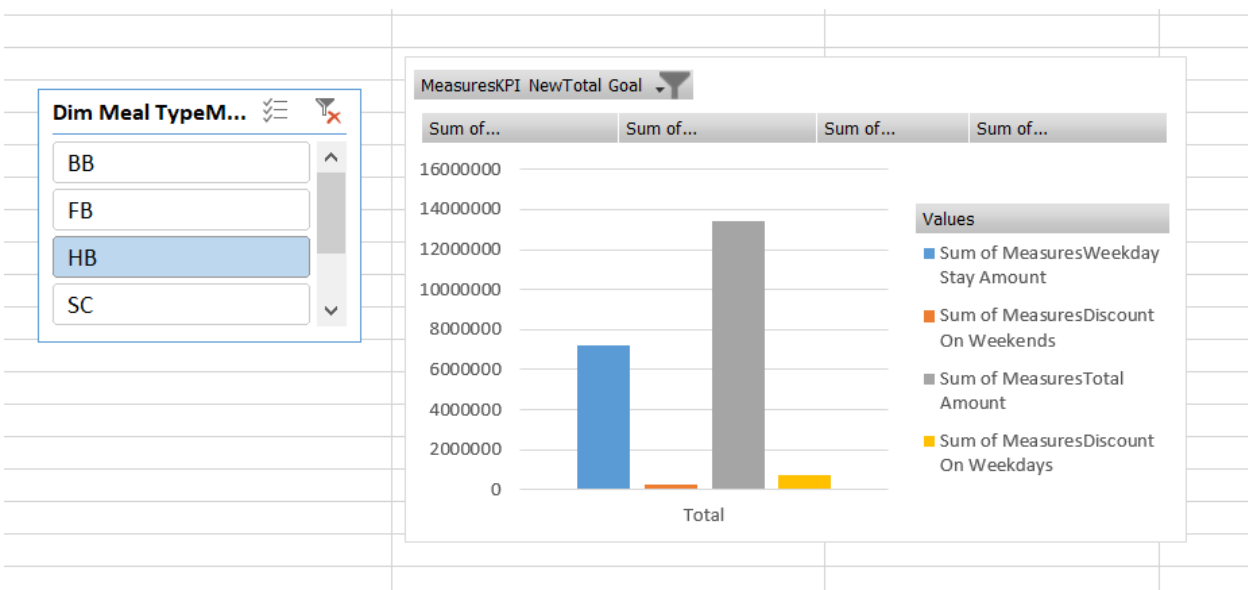 Dim Meal TypeM...
BB
FB
HB
SC
MeasuresKPI NewTotal Goal
Sum of... Sum of... Sum of... Sum of...
16000000
14000000
12000000
10000000
8000000
6000000
4000000
2000000
0
Total
Values
Sum of MeasuresWeekday
Stay Amount
Sum of MeasuresDiscount
On Weekends
Sum of MeasuresTotal
Amount
Sum of MeasuresDiscount
On Weekdays